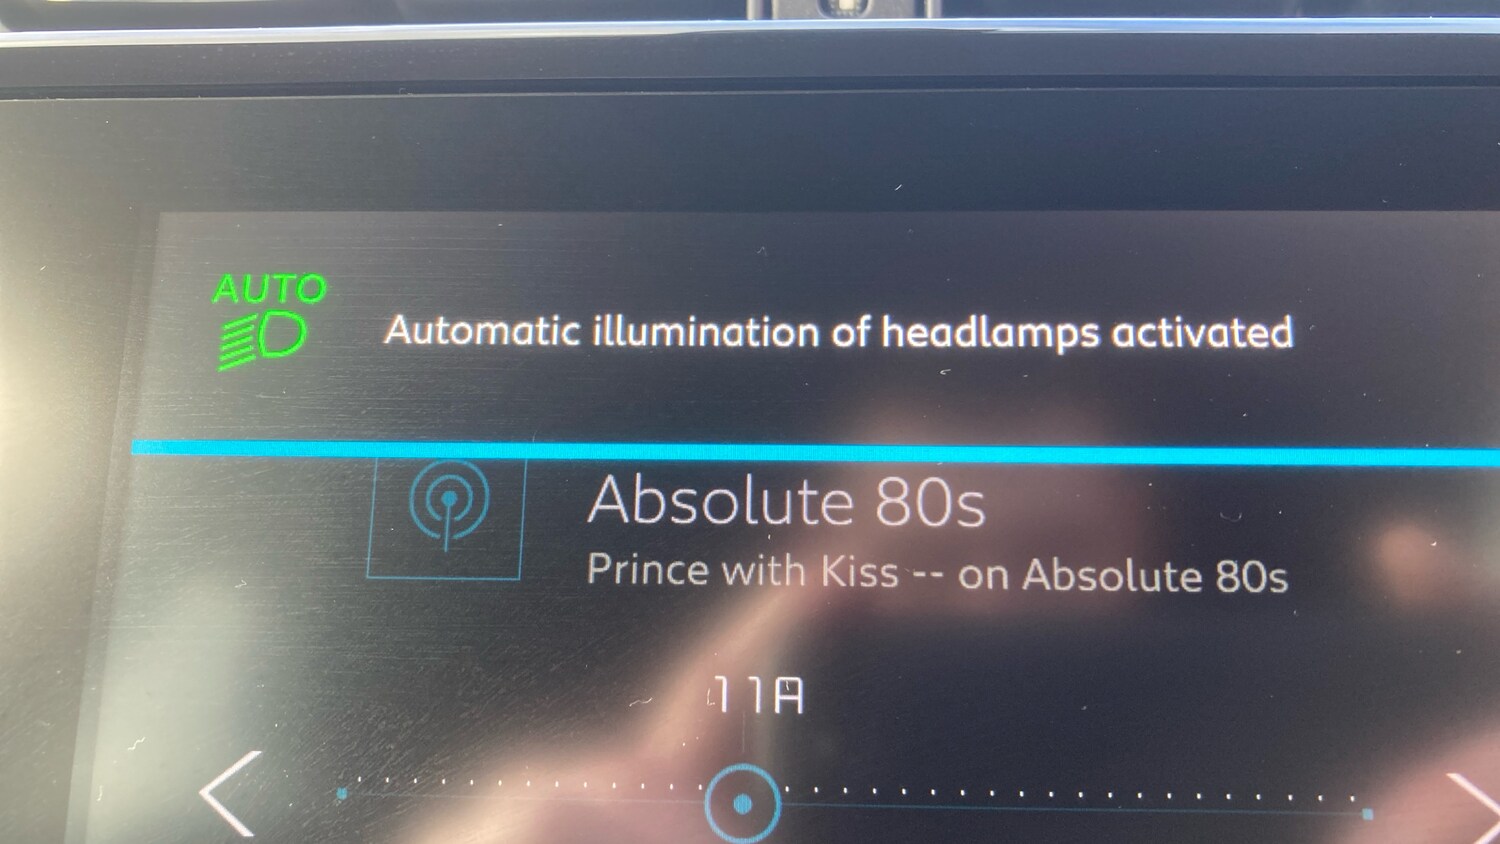 AUTO
Automatic illumination of headlamps activated
Absolute 80s
Prince with Kiss -- on Absolute 80s
11A